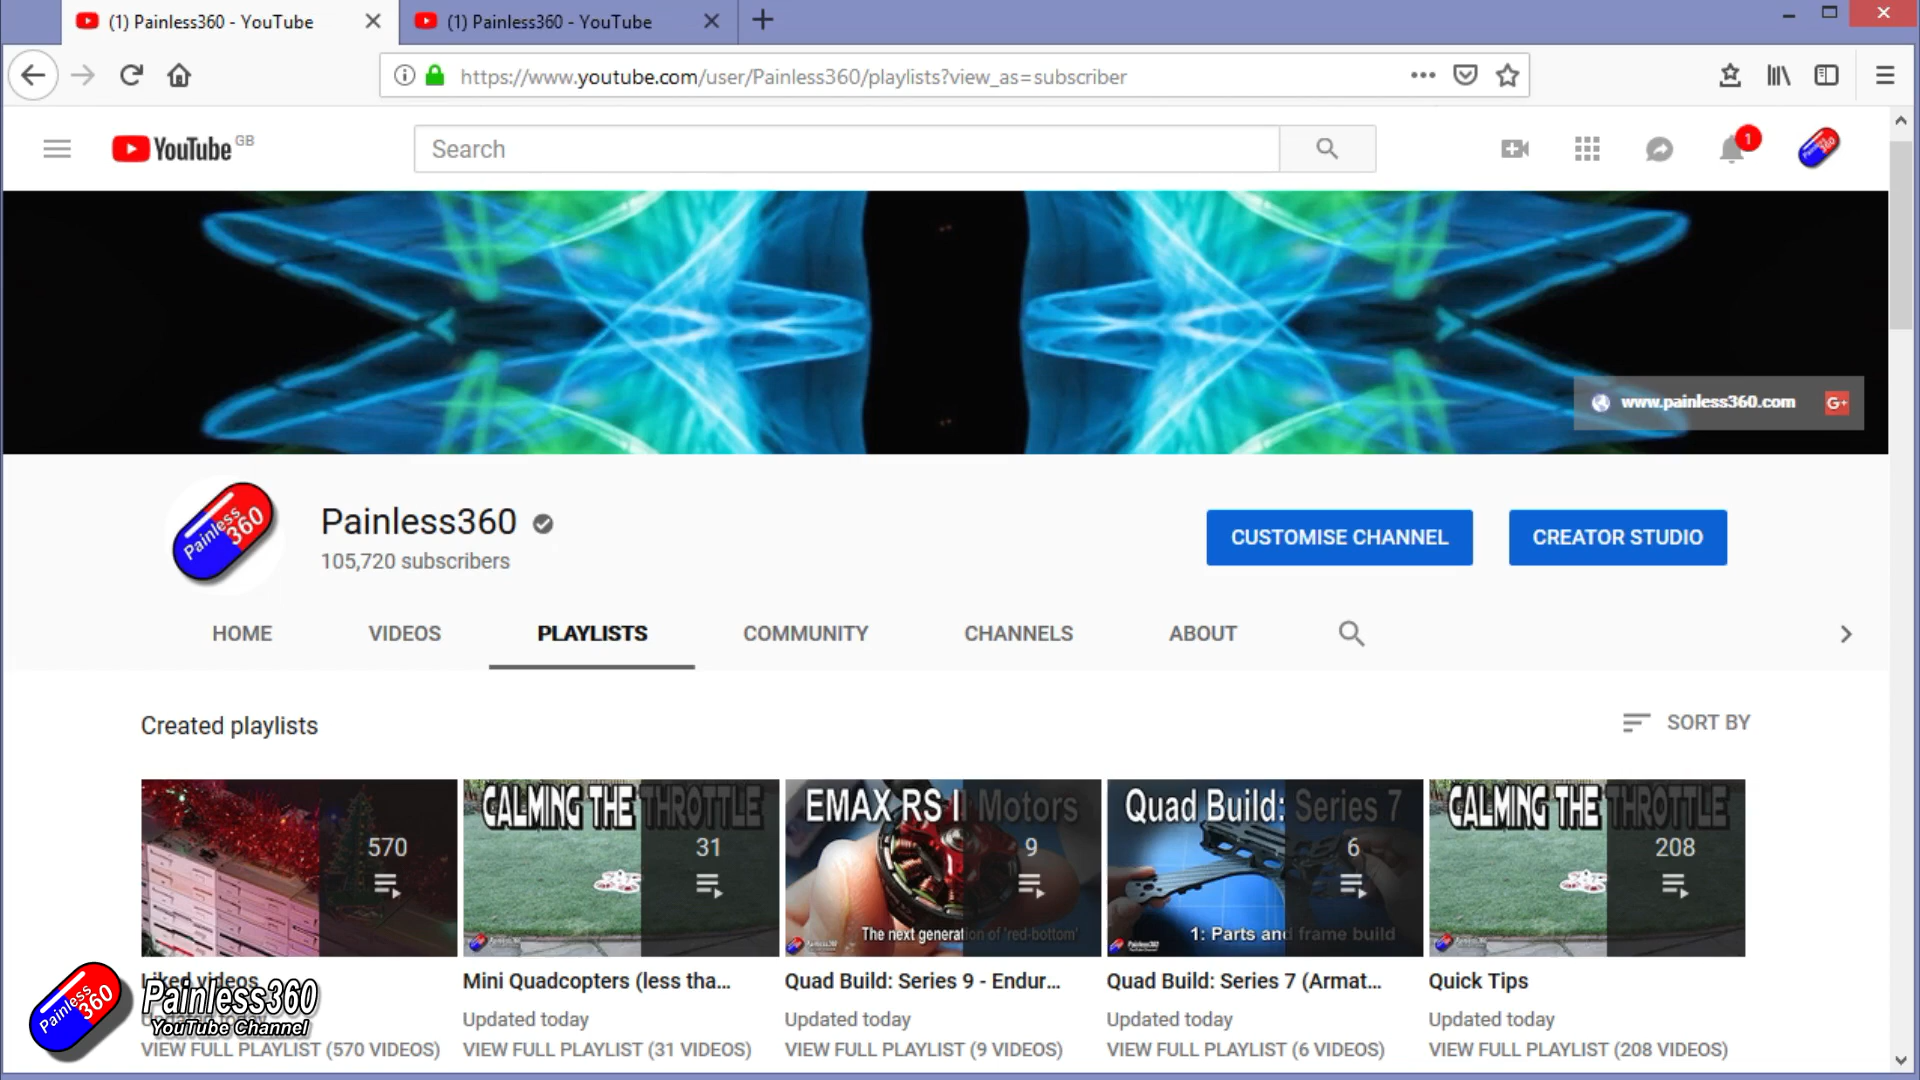 (1) Painless360 - YouTube
(1) Painless360 - YouTube
https://www.youtube.com/user/Painless360/playlists?view_as=subscriber
YouTube GB
Search
1
www.painless360.com
G+
Painless 360
Painless360
105,720 subscribers
CUSTOMISE CHANNEL
CREATOR STUDIO
HOME
VIDEOS
PLAYLISTS
COMMUNITY
CHANNELS
ABOUT
Created playlists
SORT BY
570
CALMING THE THROTTLE
31
EMAX RS II Motors
9
The next generation of 'red-bottom'
Quad Build: Series 7
6
1: Parts and frame build
CALMING THE THROTTLE
208
Liked videos
Mini Quadcopters (less tha...
Quad Build: Series 9 - Endur...
Quad Build: Series 7 (Armat...
Quick Tips
Updated today
Updated today
Updated today
Updated today
Updated today
VIEW FULL PLAYLIST (570 VIDEOS)
VIEW FULL PLAYLIST (31 VIDEOS)
VIEW FULL PLAYLIST (9 VIDEOS)
VIEW FULL PLAYLIST (6 VIDEOS)
VIEW FULL PLAYLIST (208 VIDEOS)
Painless 360
Painless360
YouTube Channel